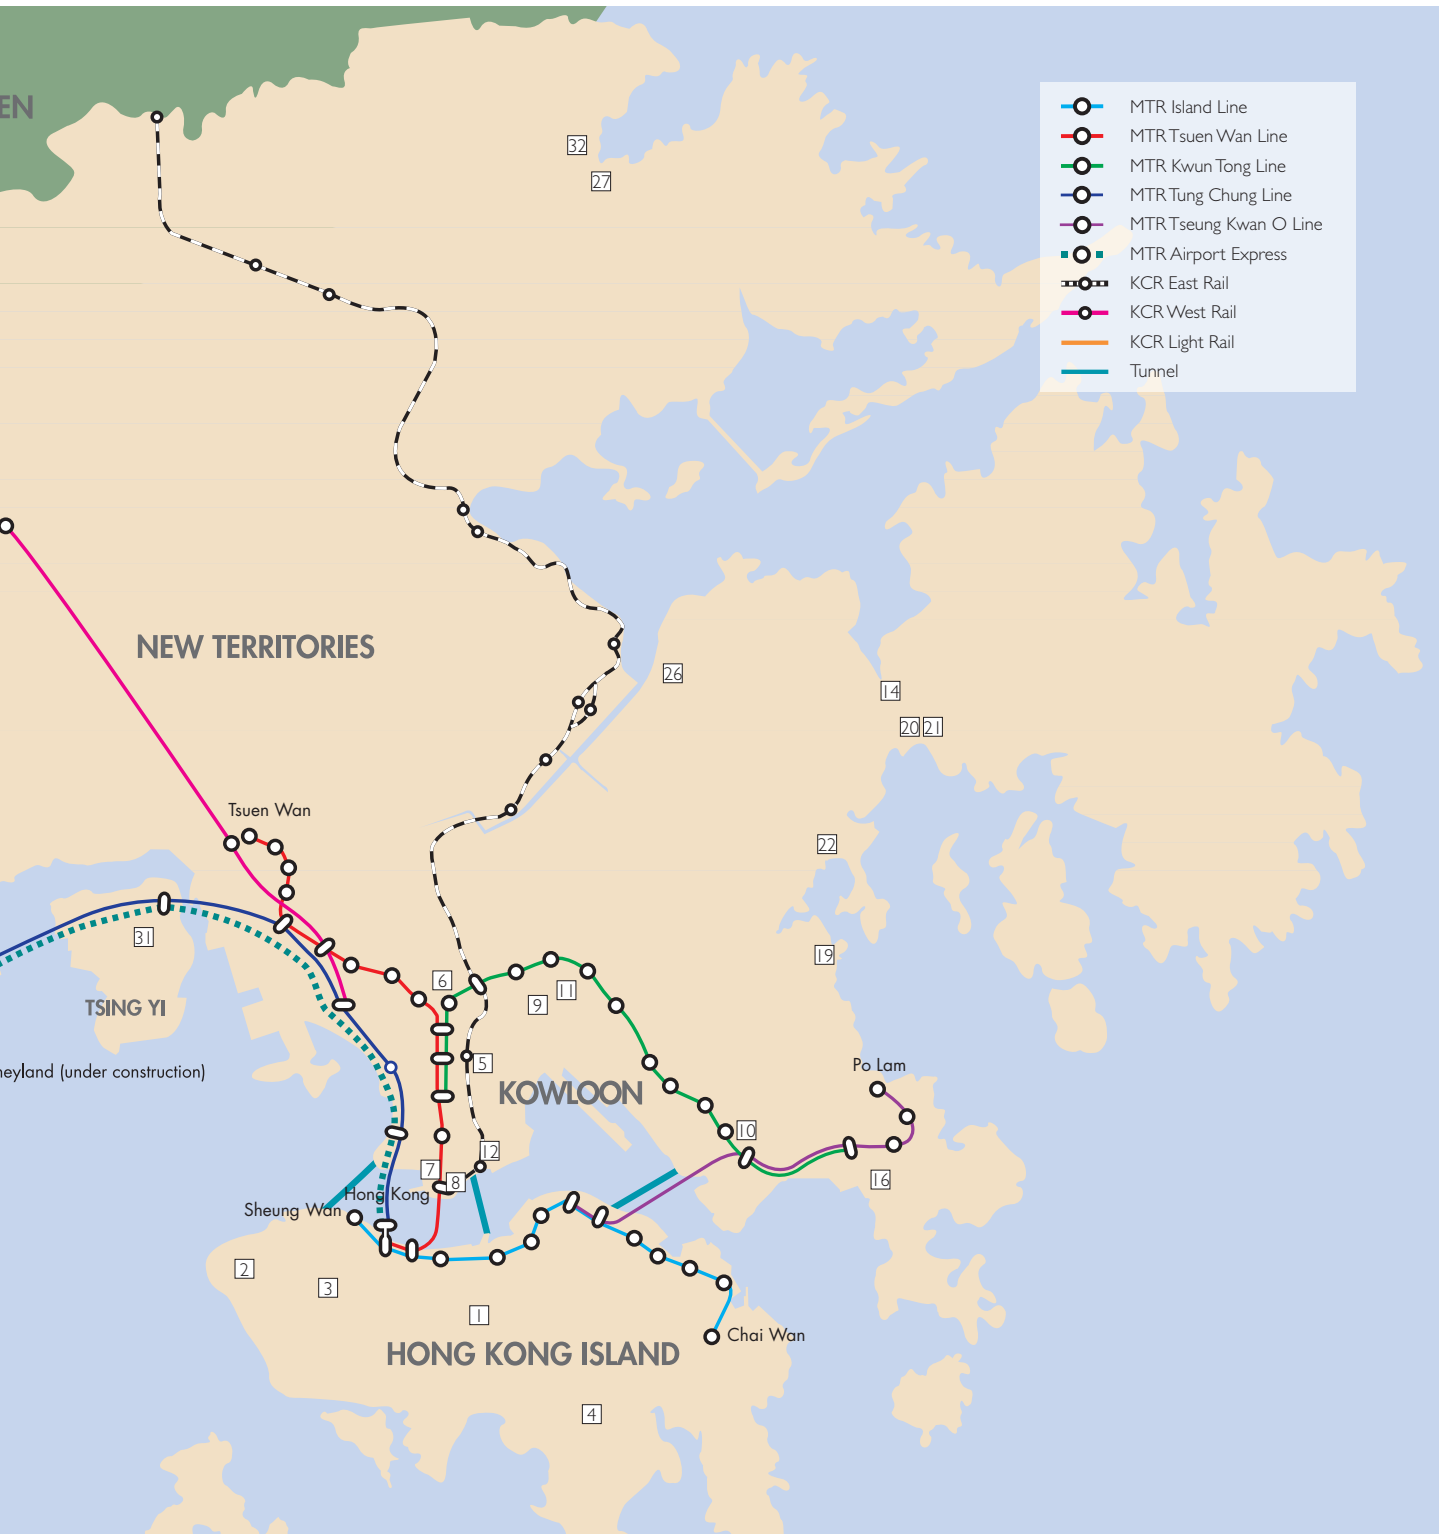 EN
MTR Island Line
MTR Tsuen Wan Line
MTR Kwun Tong Line
MTR Tung Chung Line
MTR Tseung Kwan O Line
MTR Airport Express
KCR East Rail
KCR West Rail
KCR Light Rail
Tunnel
32
27
NEW TERRITORIES
26
14
20 21
Tsuen Wan
22
31
19
6
11
9
TSING YI
5
neyland (under construction)
KOWLOON
Po Lam
10
12
7
8
16
Hong Kong
Sheung Wan
2
3
1
Chai Wan
HONG KONG ISLAND
4